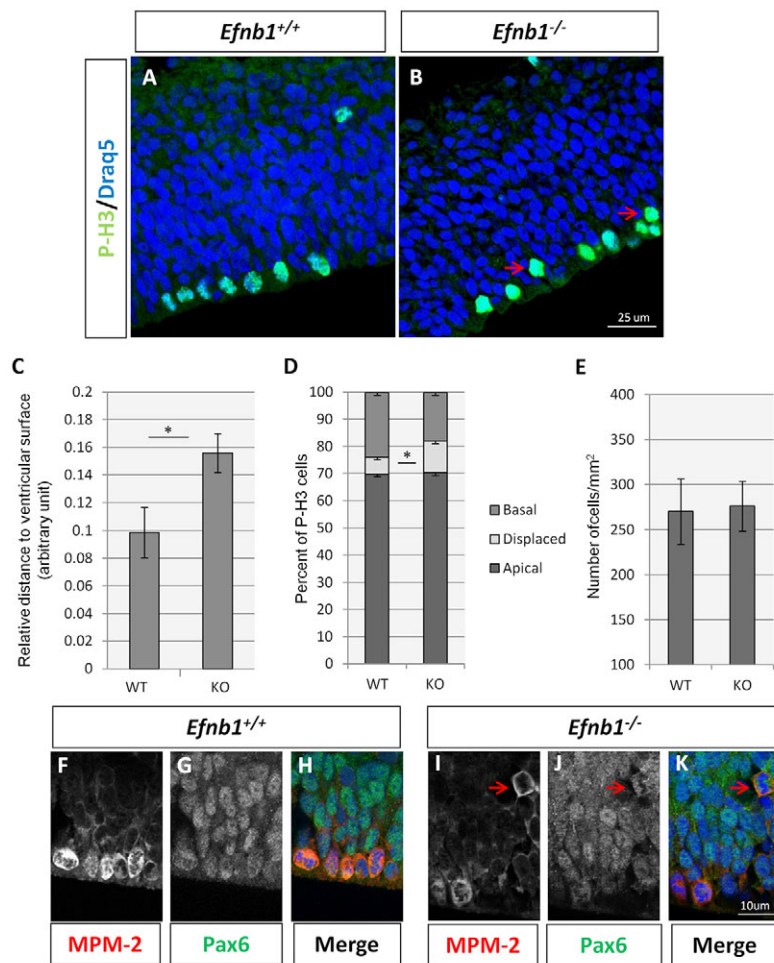 Efnb1+/+
Efnb1-/-
P-H3/Draq5
A
B
25 um
C
Relative distance to ventricular surface
(arbitrary unit)
0.2
0.18
0.16
0.14
0.12
0.1
0.08
0.06
0.04
0.02
0
*
WT
KO
D
Percent of P-H3 cells
100
90
80
70
60
50
40
30
20
10
0
*
WT
KO
Basal
Displaced
Apical
E
Number ofcells/mm2
400
350
300
250
200
150
100
WT
KO
Efnb1+/+
Efnb1-/-
F
G
H
I
J
K
10um
MPM-2
Pax6
Merge
MPM-2
Pax6
Merge